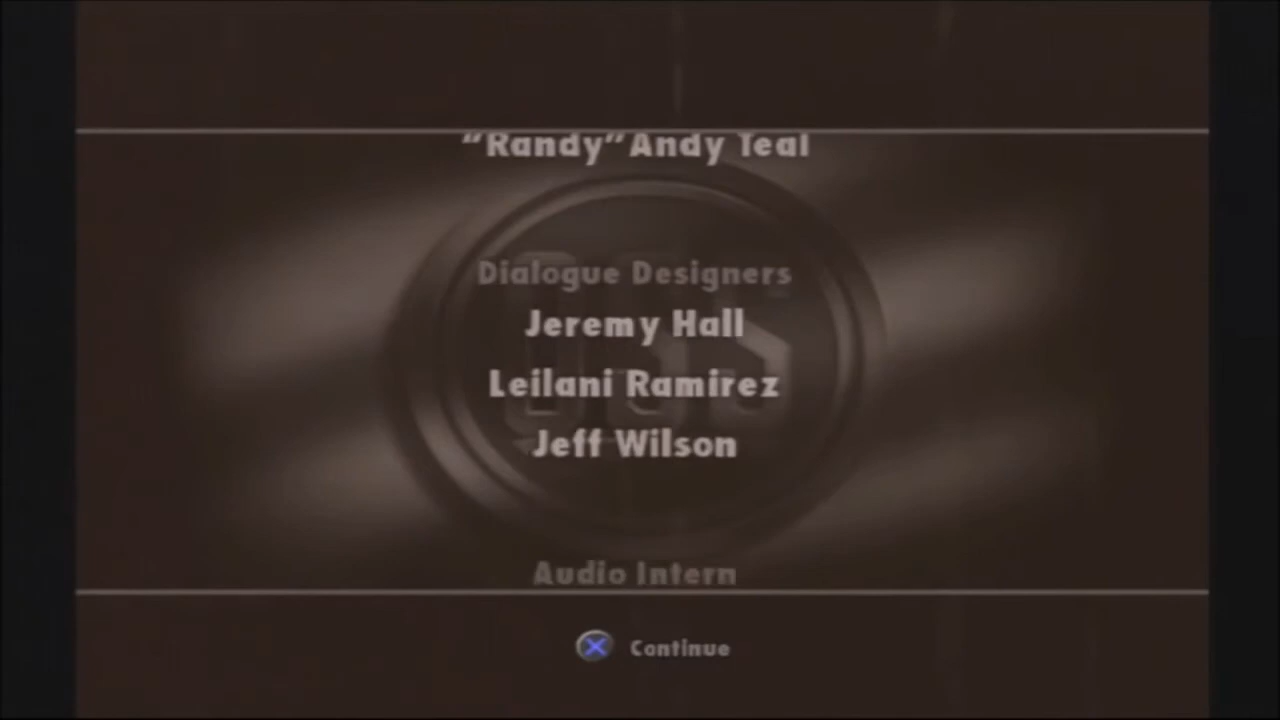 “Randy” Andy Teal
Dialogue Designers
Jeremy Hall
Leilani Ramirez
Jeff Wilson
Audio Intern
Continue